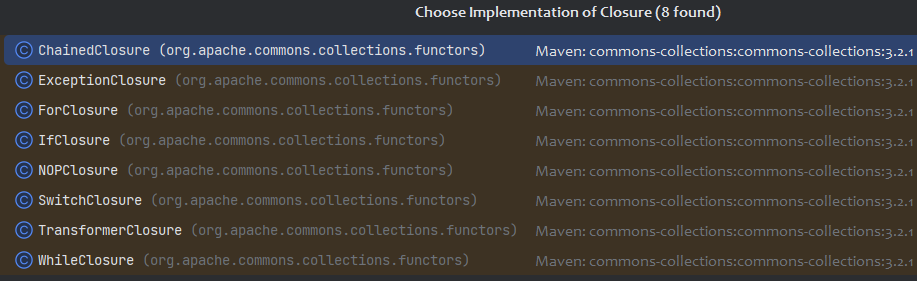 Choose Implementation of Closure (8 found)
C ChainedClosure (org.apache.commons.collections.functors) Maven: commons-collections:commons-collections:3.2.1
C ExceptionClosure (org.apache.commons.collections.functors) Maven: commons-collections:commons-collections:3.2.1
C ForClosure (org.apache.commons.collections.functors) Maven: commons-collections:commons-collections:3.2.1
C IfClosure (org.apache.commons.collections.functors) Maven: commons-collections:commons-collections:3.2.1
C NOPClosure (org.apache.commons.collections.functors) Maven: commons-collections:commons-collections:3.2.1
C SwitchClosure (org.apache.commons.collections.functors) Maven: commons-collections:commons-collections:3.2.1
C TransformerClosure (org.apache.commons.collections.functors) Maven: commons-collections:commons-collections:3.2.1
C WhileClosure (org.apache.commons.collections.functors) Maven: commons-collections:commons-collections:3.2.1